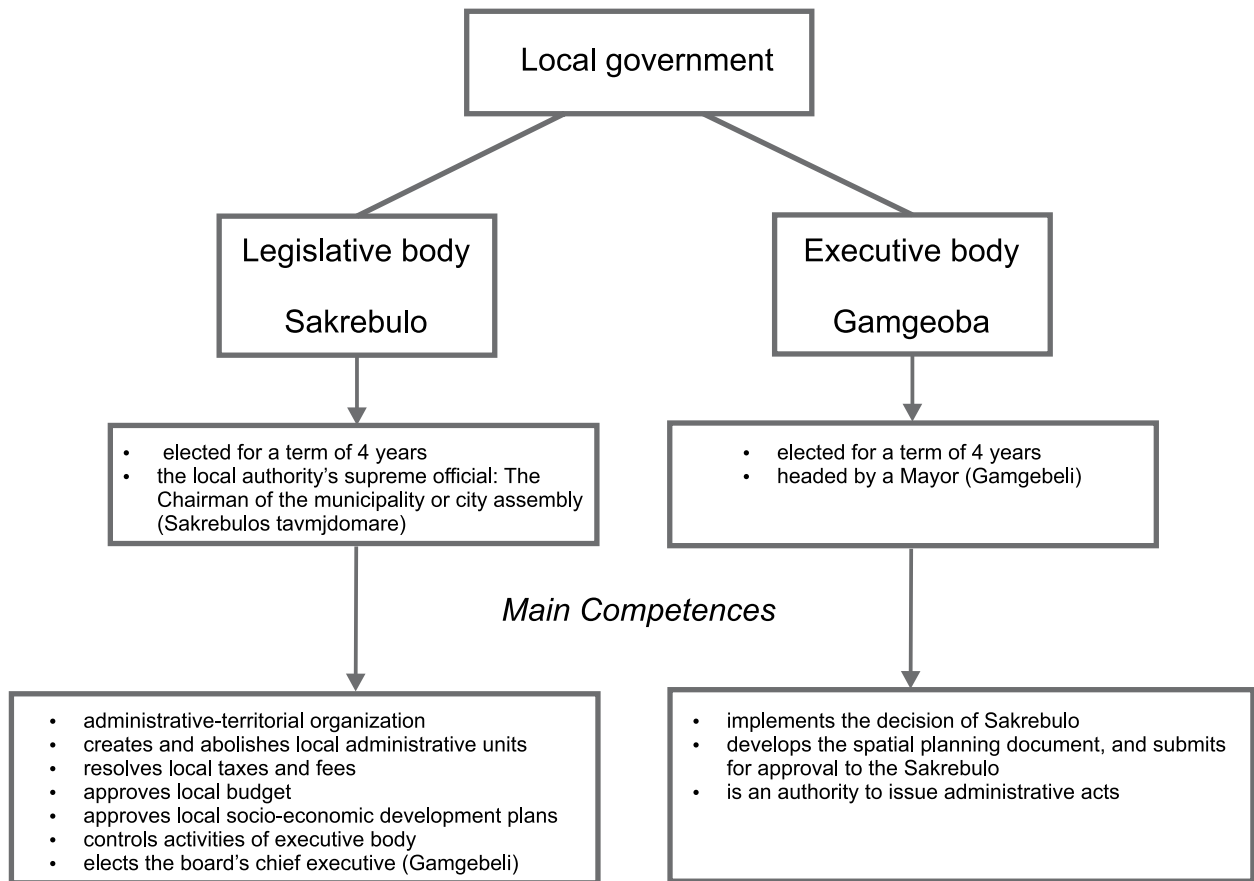 Local government
Legislative body
Sakrebulo
Executive body
Gamgeoba
• elected for a term of 4 years
• the local authority's supreme official: The
Chairman of the municipality or city assembly
(Sakrebulos tavmjdomare)
• elected for a term of 4 years
• headed by a Mayor (Gamgebeli)
Main Competences
• administrative-territorial organization
• creates and abolishes local administrative units
• resolves local taxes and fees
• approves local budget
• approves local socio-economic development plans
• controls activities of executive body
• elects the board's chief executive (Gamgebeli)
• implements the decision of Sakrebulo
• develops the spatial planning document, and submits
for approval to the Sakrebulo
• is an authority to issue administrative acts